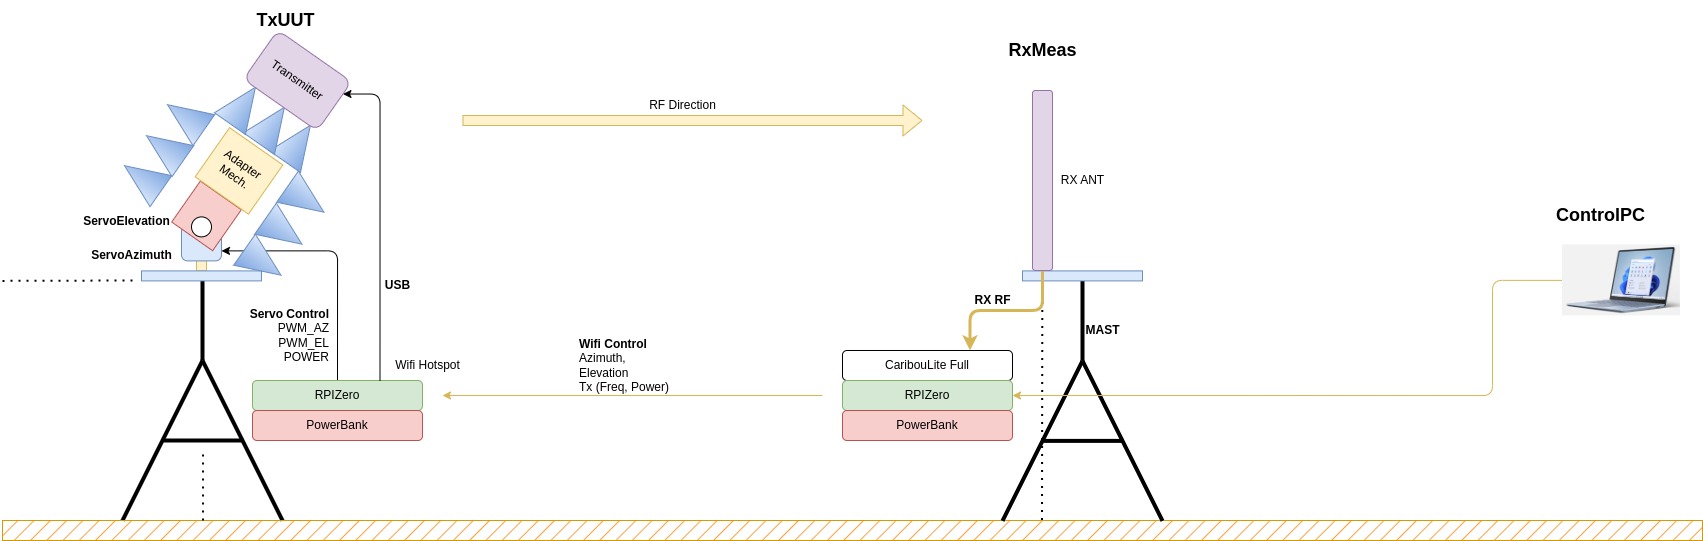 TxUUT
Transmitter
RxMeas
RF Direction
Adapter
Mech.
RX ANT
ServoElevation
ControlPC
ServoAzimuth
USB
RX RF
Servo Control
PWM_AZ
PWM_EL
POWER
MAST
Wifi Control
Azimuth,
Elevation
Tx (Freq, Power)
Wifi Hotspot
CaribouLite Full
RPIZero
RPIZero
PowerBank
PowerBank